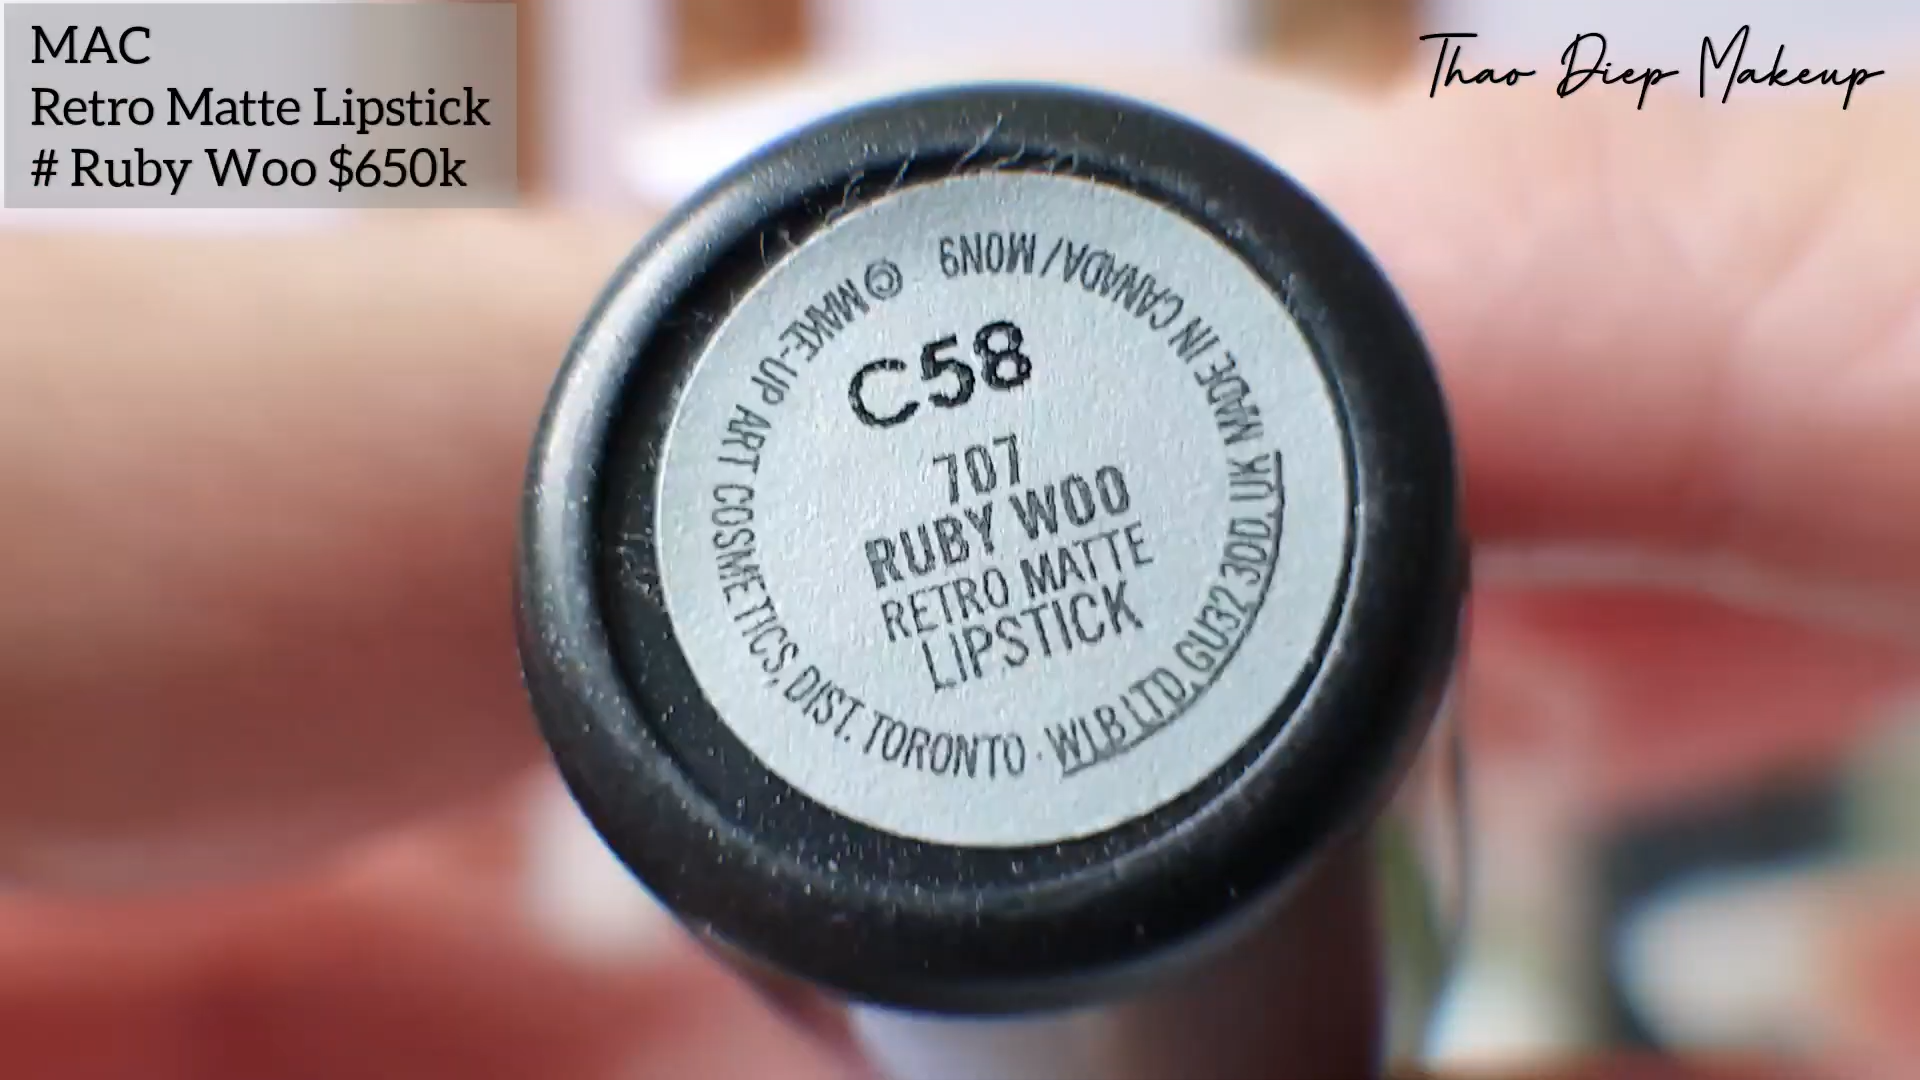 MAC
Retro Matte Lipstick
# Ruby Woo $650k
Thao Diep Makeup
C58
707
RUBY WOO
RETRO MATTE
LIPSTICK
© MAKE-UP ART COSMETICS, DIST. TORONTO · WLB LTD, GU32 3DD, UK MADE IN CANADA/ M0N9